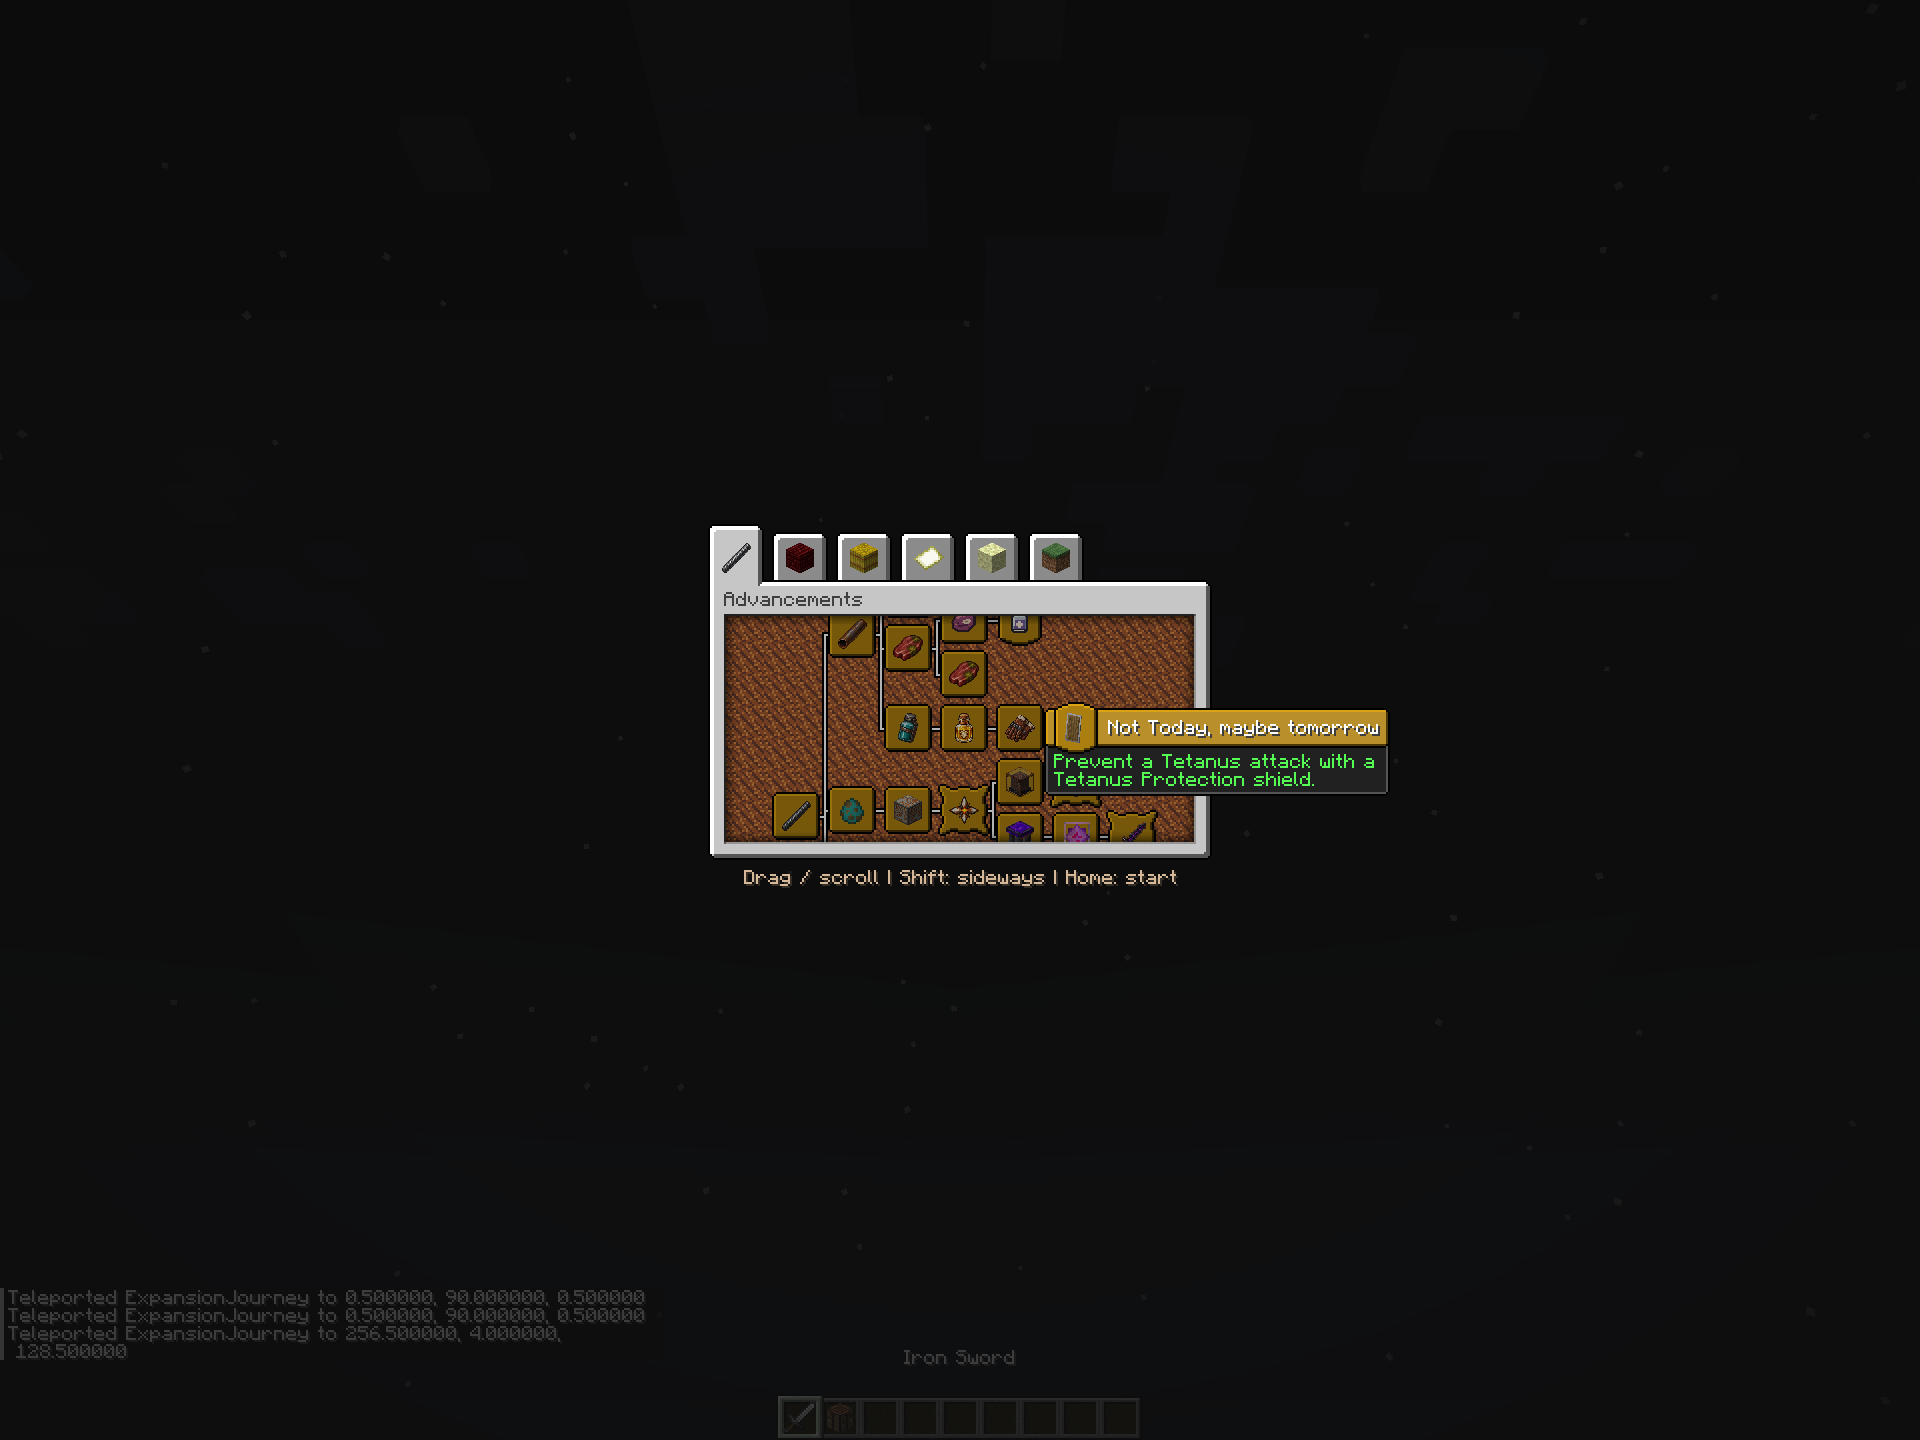 Advancements
Not Today, maybe tomorrow
Prevent a Tetanus attack with a
Tetanus Protection shield.
Drag / scroll | Shift: sideways | Home: start
Teleported ExpansionJourney to 0.500000, 90.000000, 0.500000
Teleported ExpansionJourney to 0.500000, 90.000000, 0.500000
Teleported ExpansionJourney to 256.500000, 4.000000,
128.500000
Iron Sword